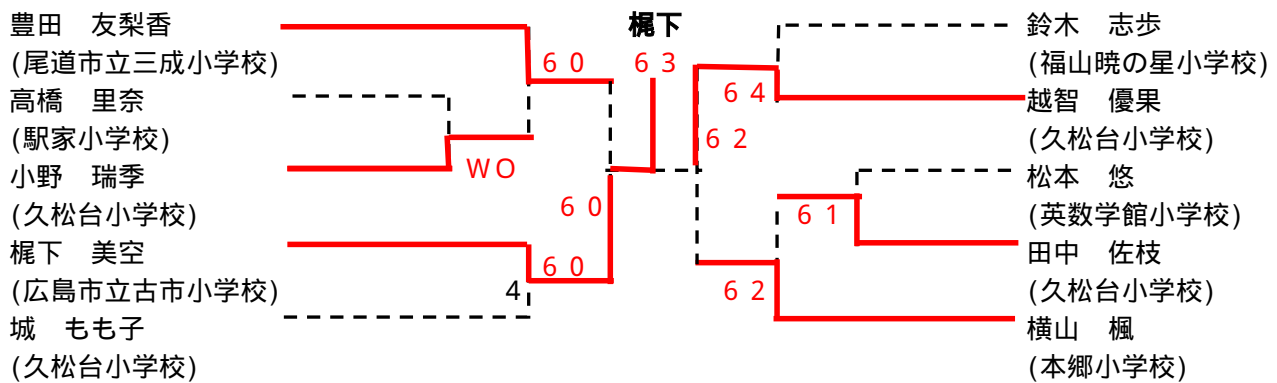 豊田　友梨香
(尾道市立三成小学校)
高橋　里奈
(駅家小学校)
小野　瑞季
(久松台小学校)
梶下　美空
(広島市立古市小学校)
城　もも子
(久松台小学校)
６０
WO
６０
６０
4
梶下
６３
６４
６２
６１
６２
鈴木　志歩
(福山暁の星小学校)
越智　優果
(久松台小学校)
松本　悠
(英数学館小学校)
田中　佐枝
(久松台小学校)
横山　楓
(本郷小学校)